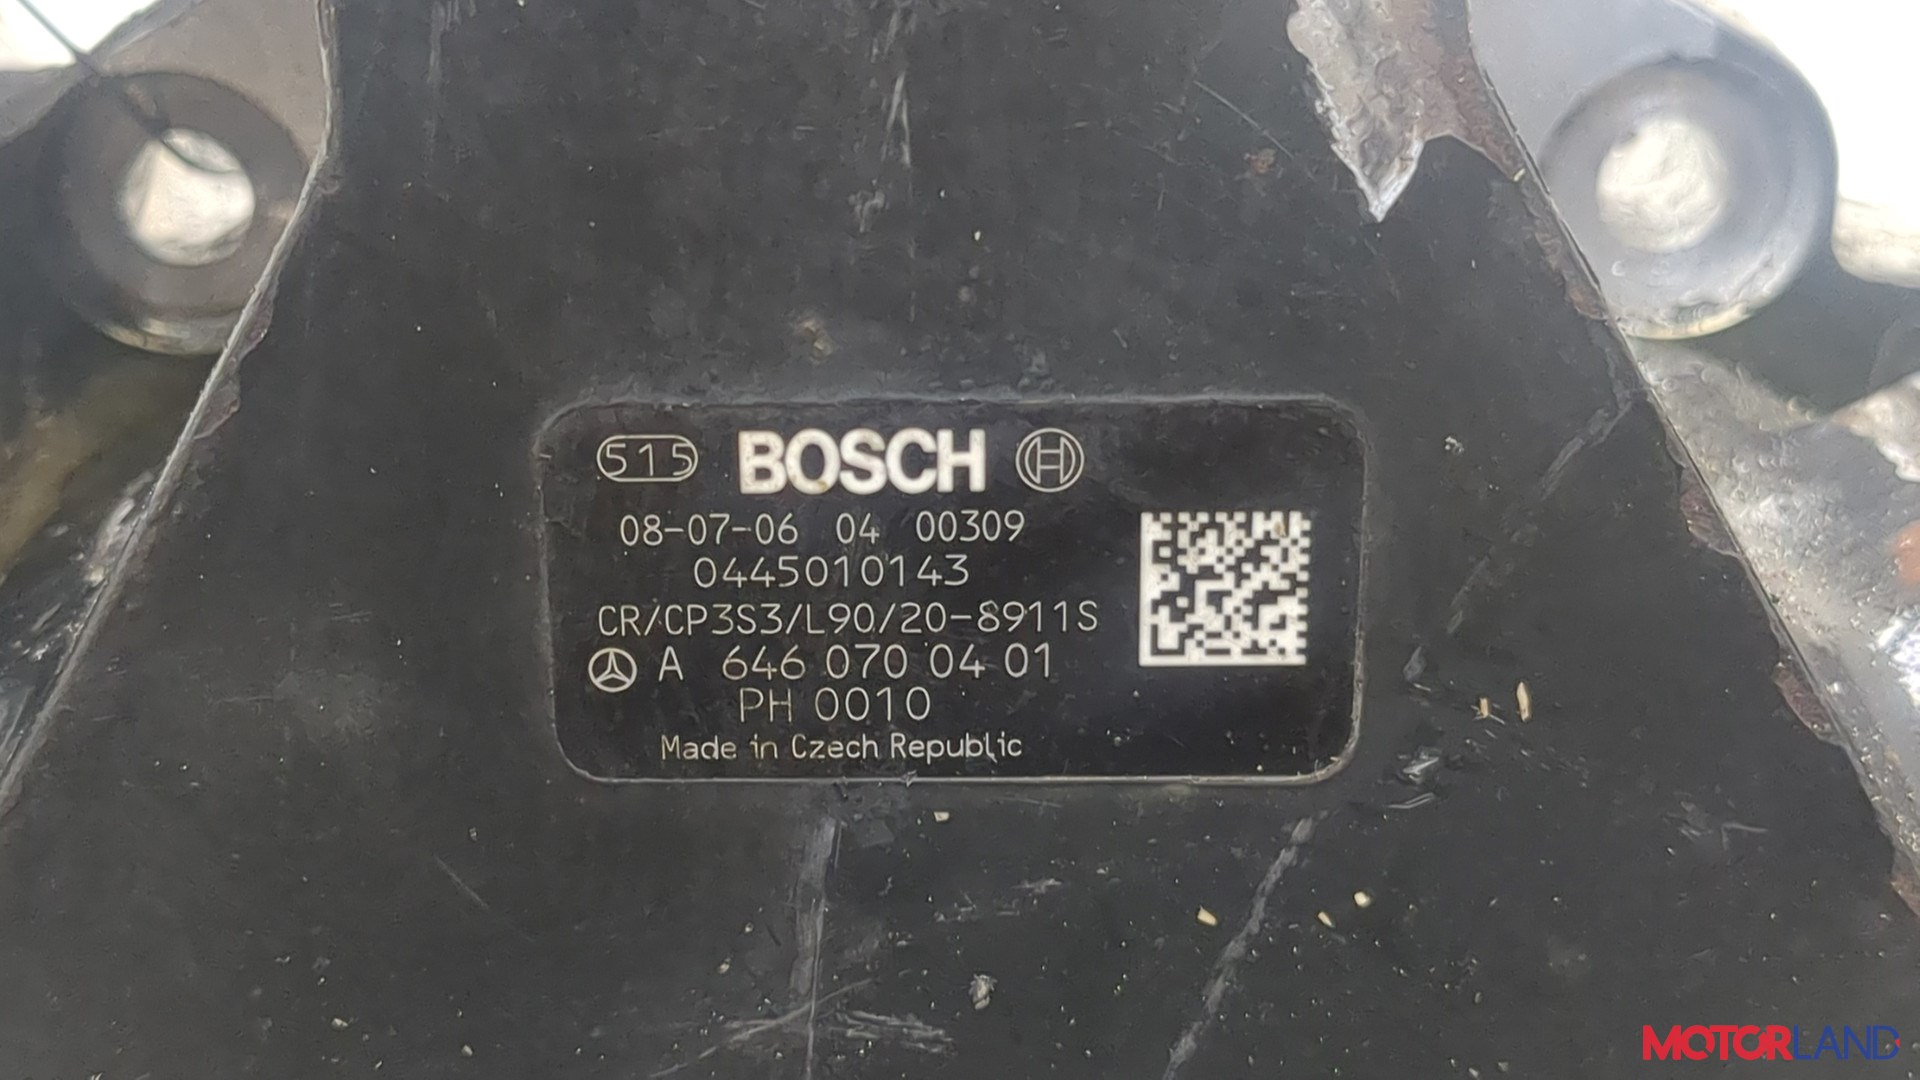 515 BOSCH
08-07-06 04 00309
0445010143
CR/CP3S3/L90/20-8911S
A 646 070 04 01
PH 0010
Made in Czech Republic
MOTORLAND